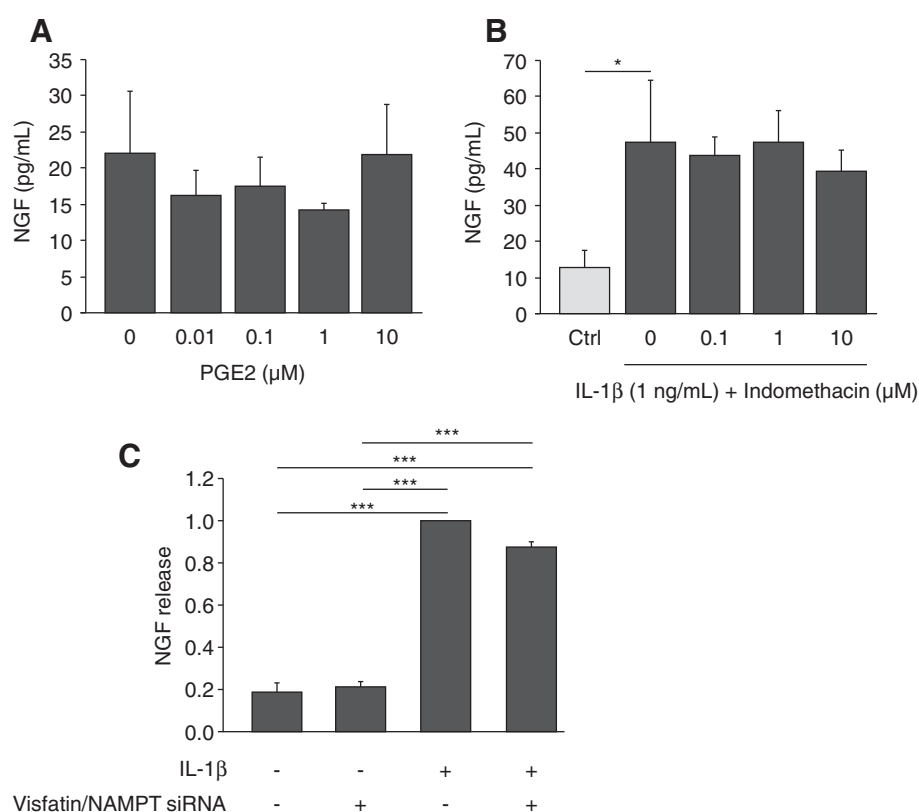 A
35
30
25
20
15
10
5
0
NGF (pg/mL)
0 0.01 0.1 1 10
PGE2 (µM)
B
70
60
50
40
30
20
10
0
NGF (pg/mL)
*
Ctrl 0 0.1 1 10
IL-1β (1 ng/mL) + Indomethacin (µM)
C
1.2
1.0
0.8
0.6
0.4
0.2
0.0
NGF release
***
***
***
***
IL-1β - - + +
Visfatin/NAMPT siRNA - + - +